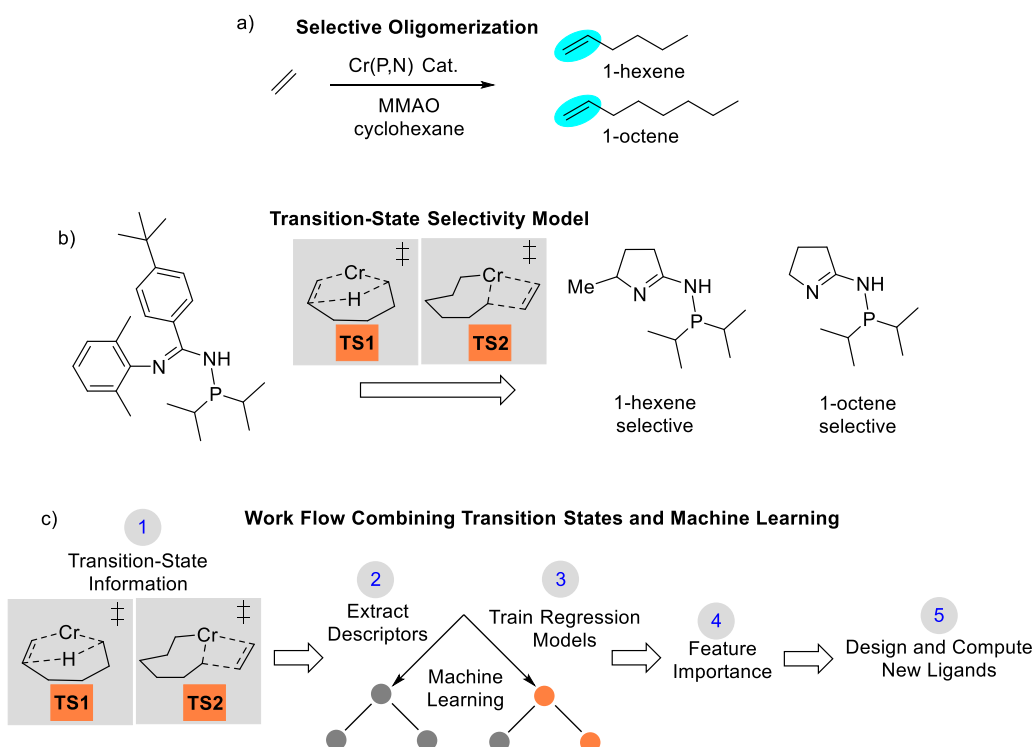 a)
Selective Oligomerization
Cr(P,N) Cat.
MMAO
cyclohexane
1-hexene
1-octene
b)
Transition-State Selectivity Model
N
NH
P
Cr
H
‡
TS1
Cr
‡
TS2
Me
N
NH
P
1-hexene
selective
N
NH
P
1-octene
selective
c)
Work Flow Combining Transition States and Machine Learning
1
Transition-State
Information
Cr
H
‡
TS1
Cr
‡
TS2
2
Extract
Descriptors
Machine
Learning
3
Train Regression
Models
4
Feature
Importance
5
Design and Compute
New Ligands